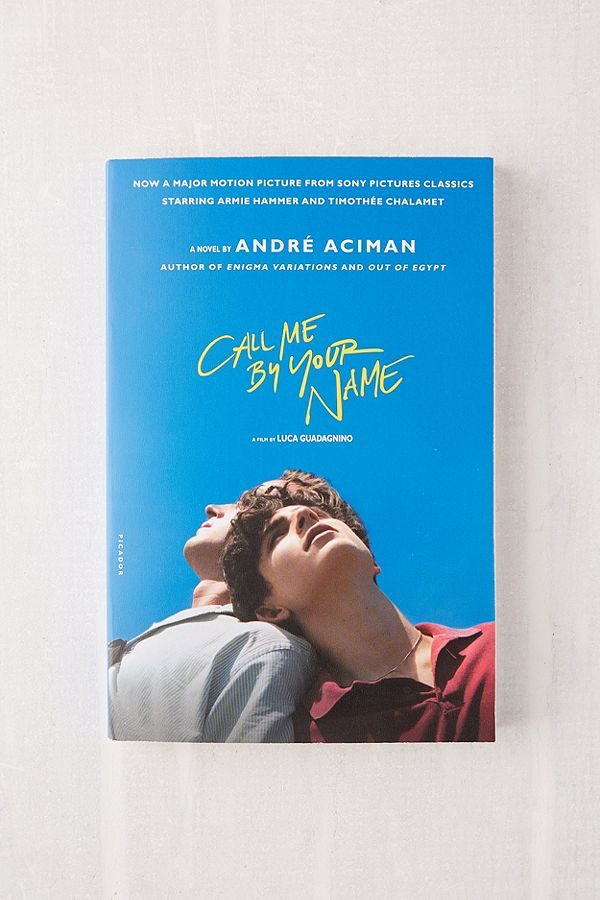 NOW A MAJOR MOTION PICTURE FROM SONY PICTURES CLASSICS
STARRING ARMIE HAMMER AND TIMOTHÉE CHALAMET
A NOVEL BY ANDRÉ ACIMAN
AUTHOR OF ENIGMA VARIATIONS AND OUT OF EGYPT
CALL ME
BY YOUR
NAME
A FILM BY LUCA GUADAGNINO
PICADOR